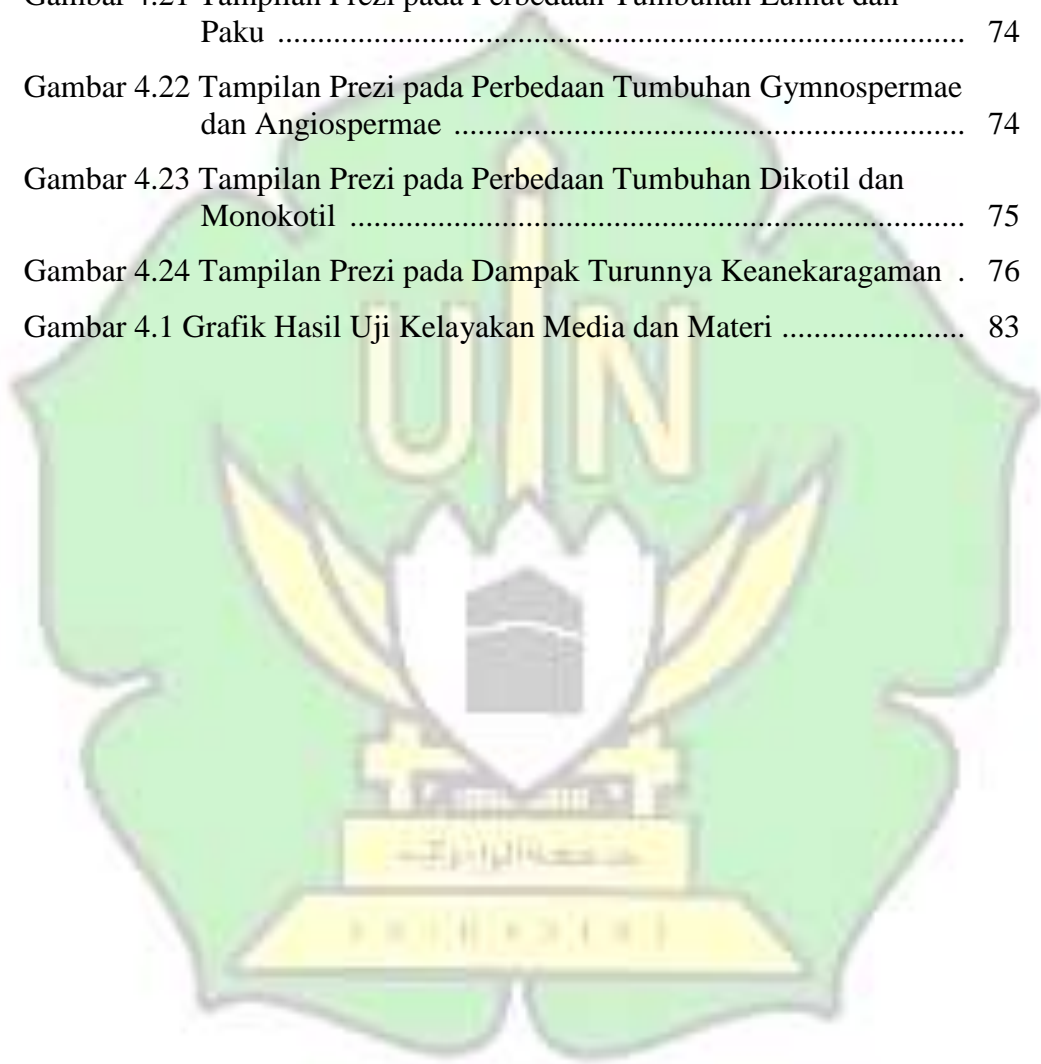 Gambar 4.21 Tampilan Prezi pada Perbedaan Tumbuhan Lumut dan
Paku ........................................................................................ 74
Gambar 4.22 Tampilan Prezi pada Perbedaan Tumbuhan Gymnospermae
dan Angiospermae .................................................................. 74
Gambar 4.23 Tampilan Prezi pada Perbedaan Tumbuhan Dikotil dan
Monokotil ............................................................................... 75
Gambar 4.24 Tampilan Prezi pada Dampak Turunnya Keanekaragaman . 76
Gambar 4.1 Grafik Hasil Uji Kelayakan Media dan Materi ....................... 83
UIN